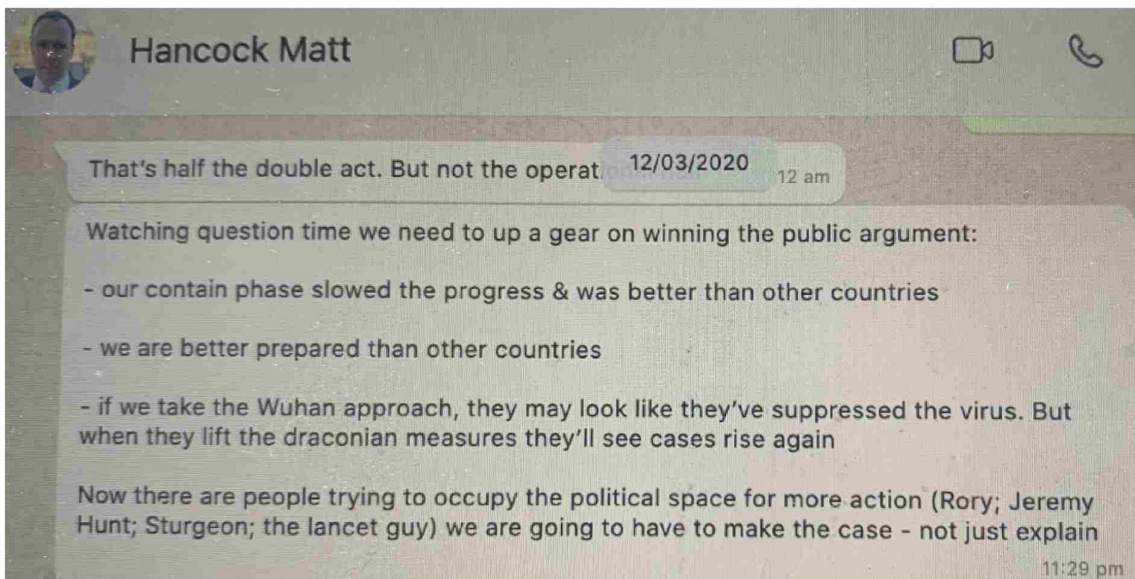 Hancock Matt
That's half the double act. But not the operat
12/03/2020
12 am
Watching question time we need to up a gear on winning the public argument:
- our contain phase slowed the progress & was better than other countries
- we are better prepared than other countries
- if we take the Wuhan approach, they may look like they've suppressed the virus. But
when they lift the draconian measures they'll see cases rise again
Now there are people trying to occupy the political space for more action (Rory; Jeremy
Hunt; Sturgeon; the lancet guy) we are going to have to make the case - not just explain
11:29 pm